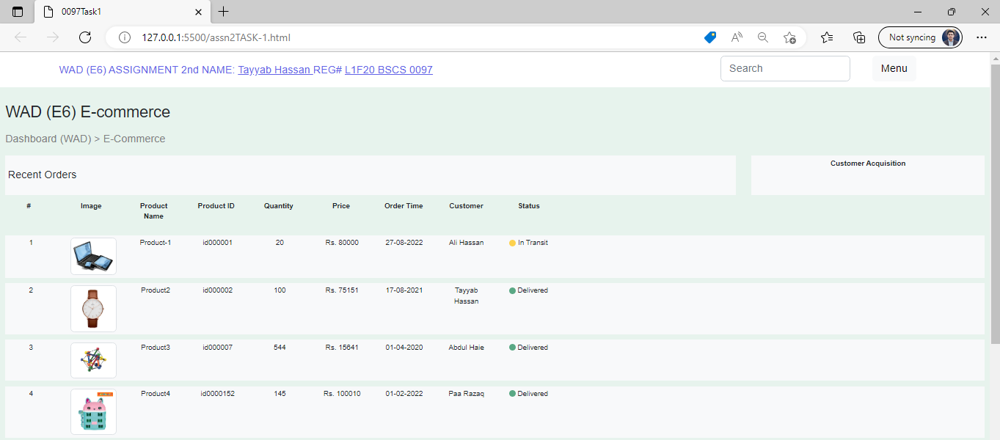 0097Task1
127.0.0.1:5500/assn2TASK-1.html
Not syncing
WAD (E6) ASSIGNMENT 2nd NAME: Tayyab Hassan REG# L1F20 BSCS 0097
Search
Menu
WAD (E6) E-commerce
Dashboard (WAD) > E-Commerce
Recent Orders
Customer Acquisition
# Image Product Name Product ID Quantity Price Order Time Customer Status
1 Product-1 id000001 20 Rs. 80000 27-08-2022 Ali Hassan In Transit
2 Product2 id000002 100 Rs. 75151 17-08-2021 Tayyab Hassan Delivered
3 Product3 id000007 544 Rs. 15641 01-04-2020 Abdul Haie Delivered
4 Product4 id0000152 145 Rs. 100010 01-02-2022 Paa Razaq Delivered